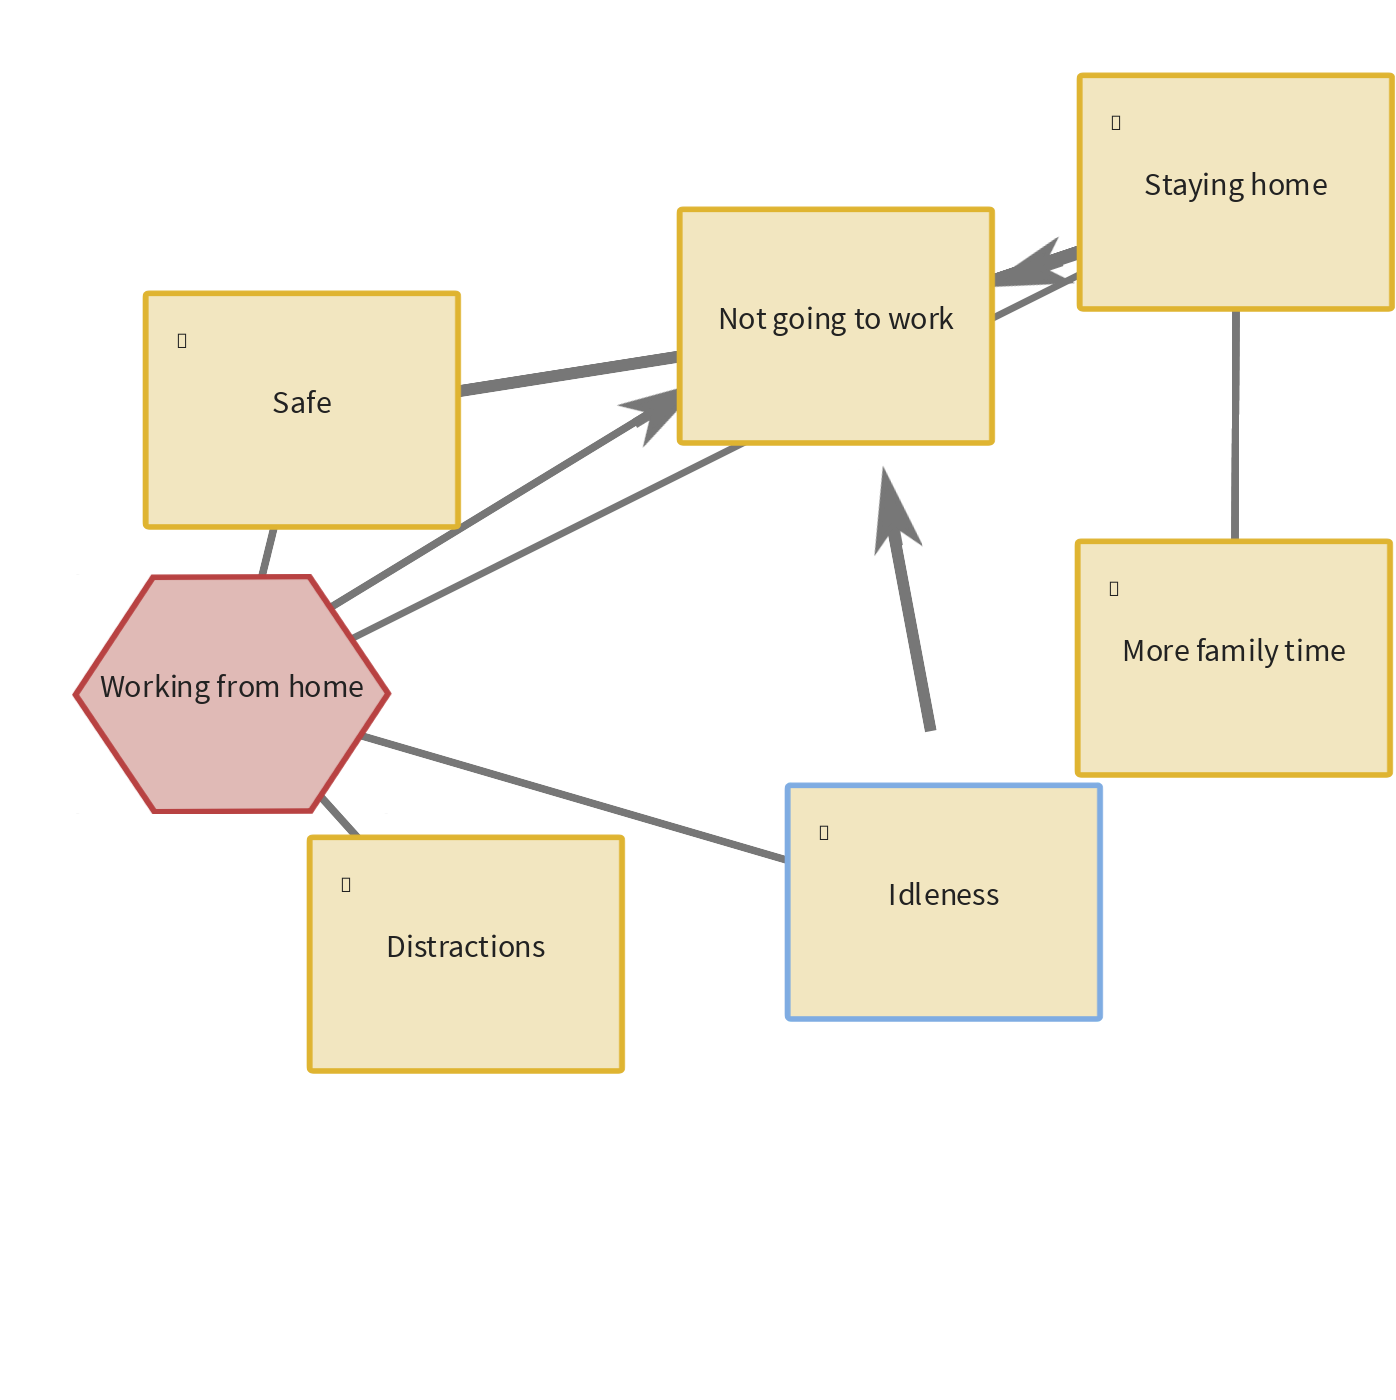 Staying home
Not going to work
Safe
More family time
Working from home
Idleness
Distractions